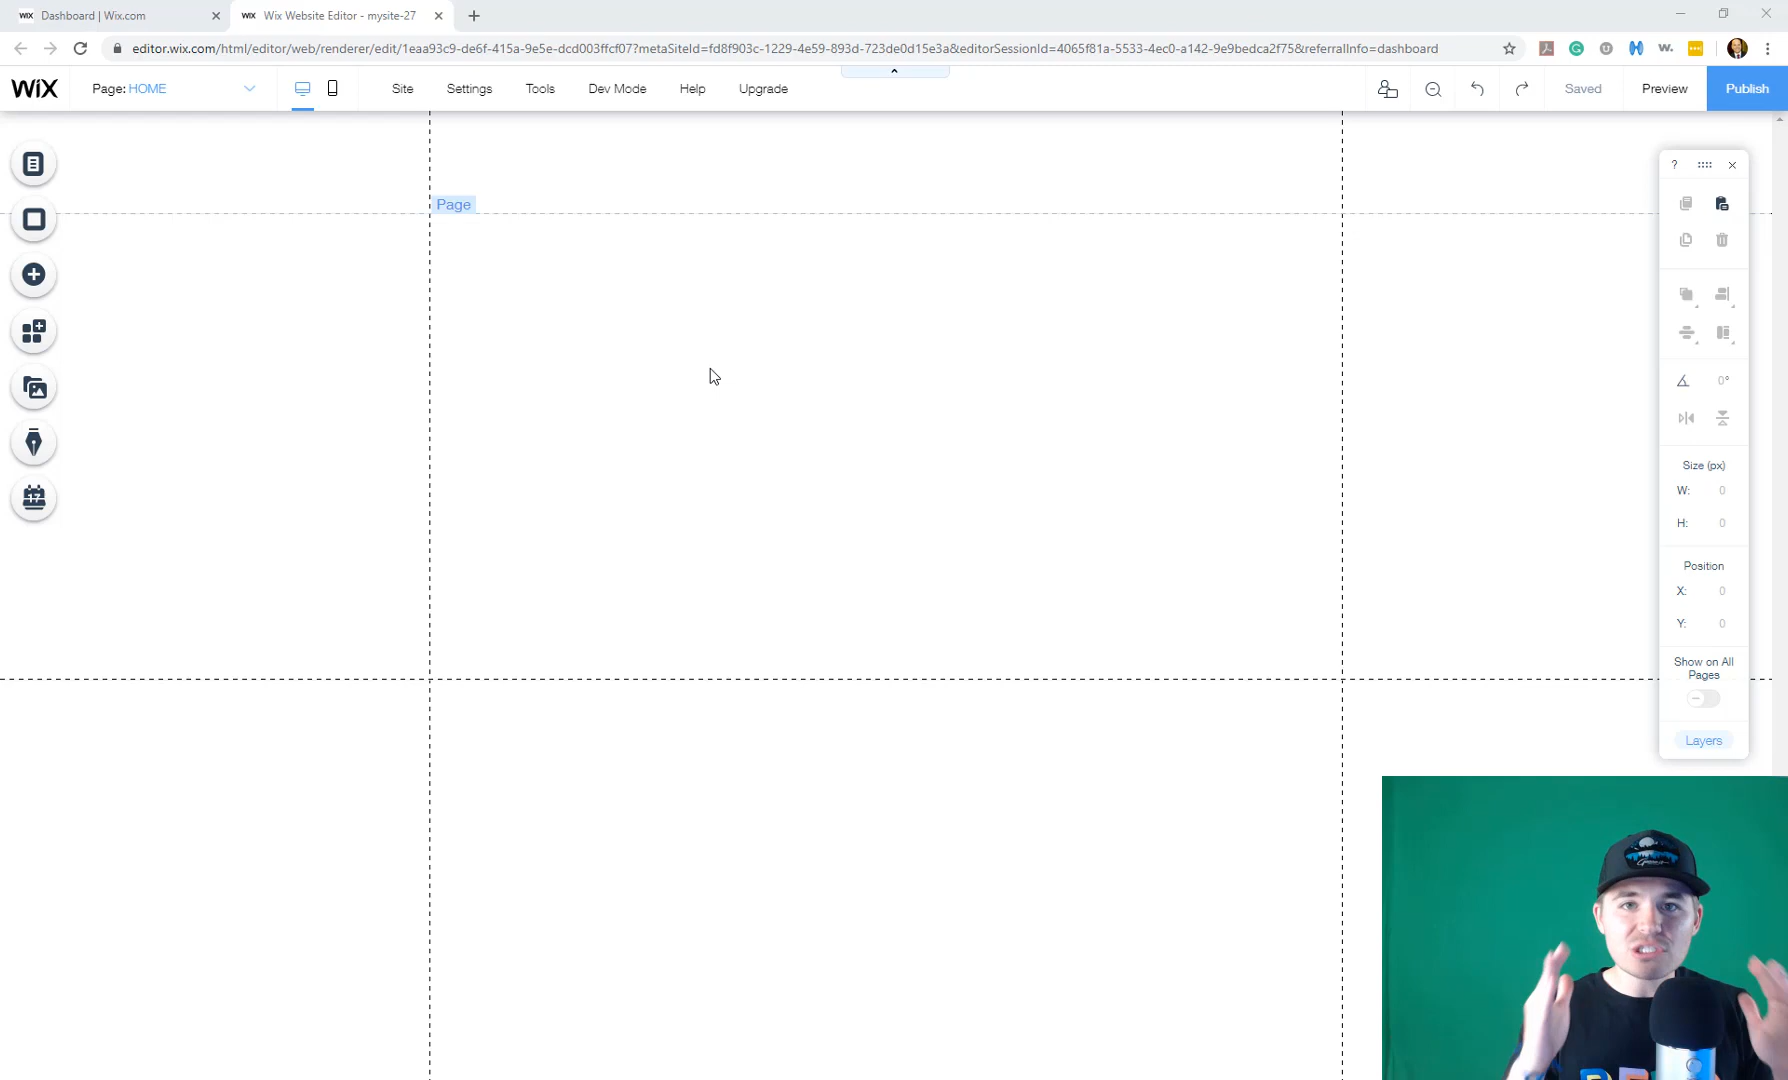 WiX Dashboard | Wix.com
WiX Wix Website Editor - mysite-27
editor.wix.com/html/editor/web/renderer/edit/1eaa93c9-de6f-415a-9e5e-dcd003ffcf07?metaSiteId=fd8f903c-1229-4e59-893d-723de0d15e3a&editorSessionId=4065f81a-5533-4ec0-a142-9e9bedca2f75&referralInfo=dashboard
WiX
Page: HOME
Site
Settings
Tools
Dev Mode
Help
Upgrade
Saved
Preview
Publish
Page
17
?
0°
Size (px)
W: 0
H: 0
Position
X: 0
Y: 0
Show on All
Pages
Layers